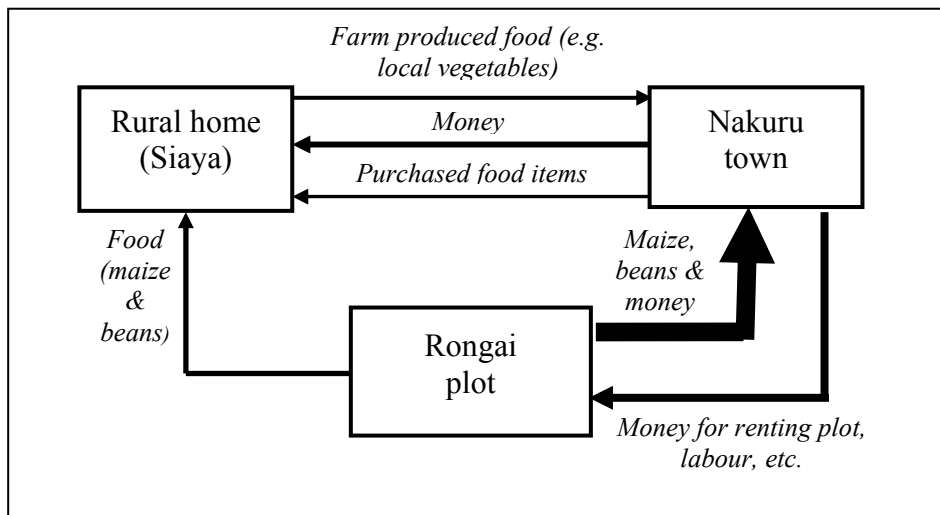 Farm produced food (e.g.
local vegetables)
Rural home
(Siaya)
Money
Nakuru
town
Purchased food items
Food
(maize
&
beans)
Maize,
beans &
money
Rongai
plot
Money for renting plot,
labour, etc.